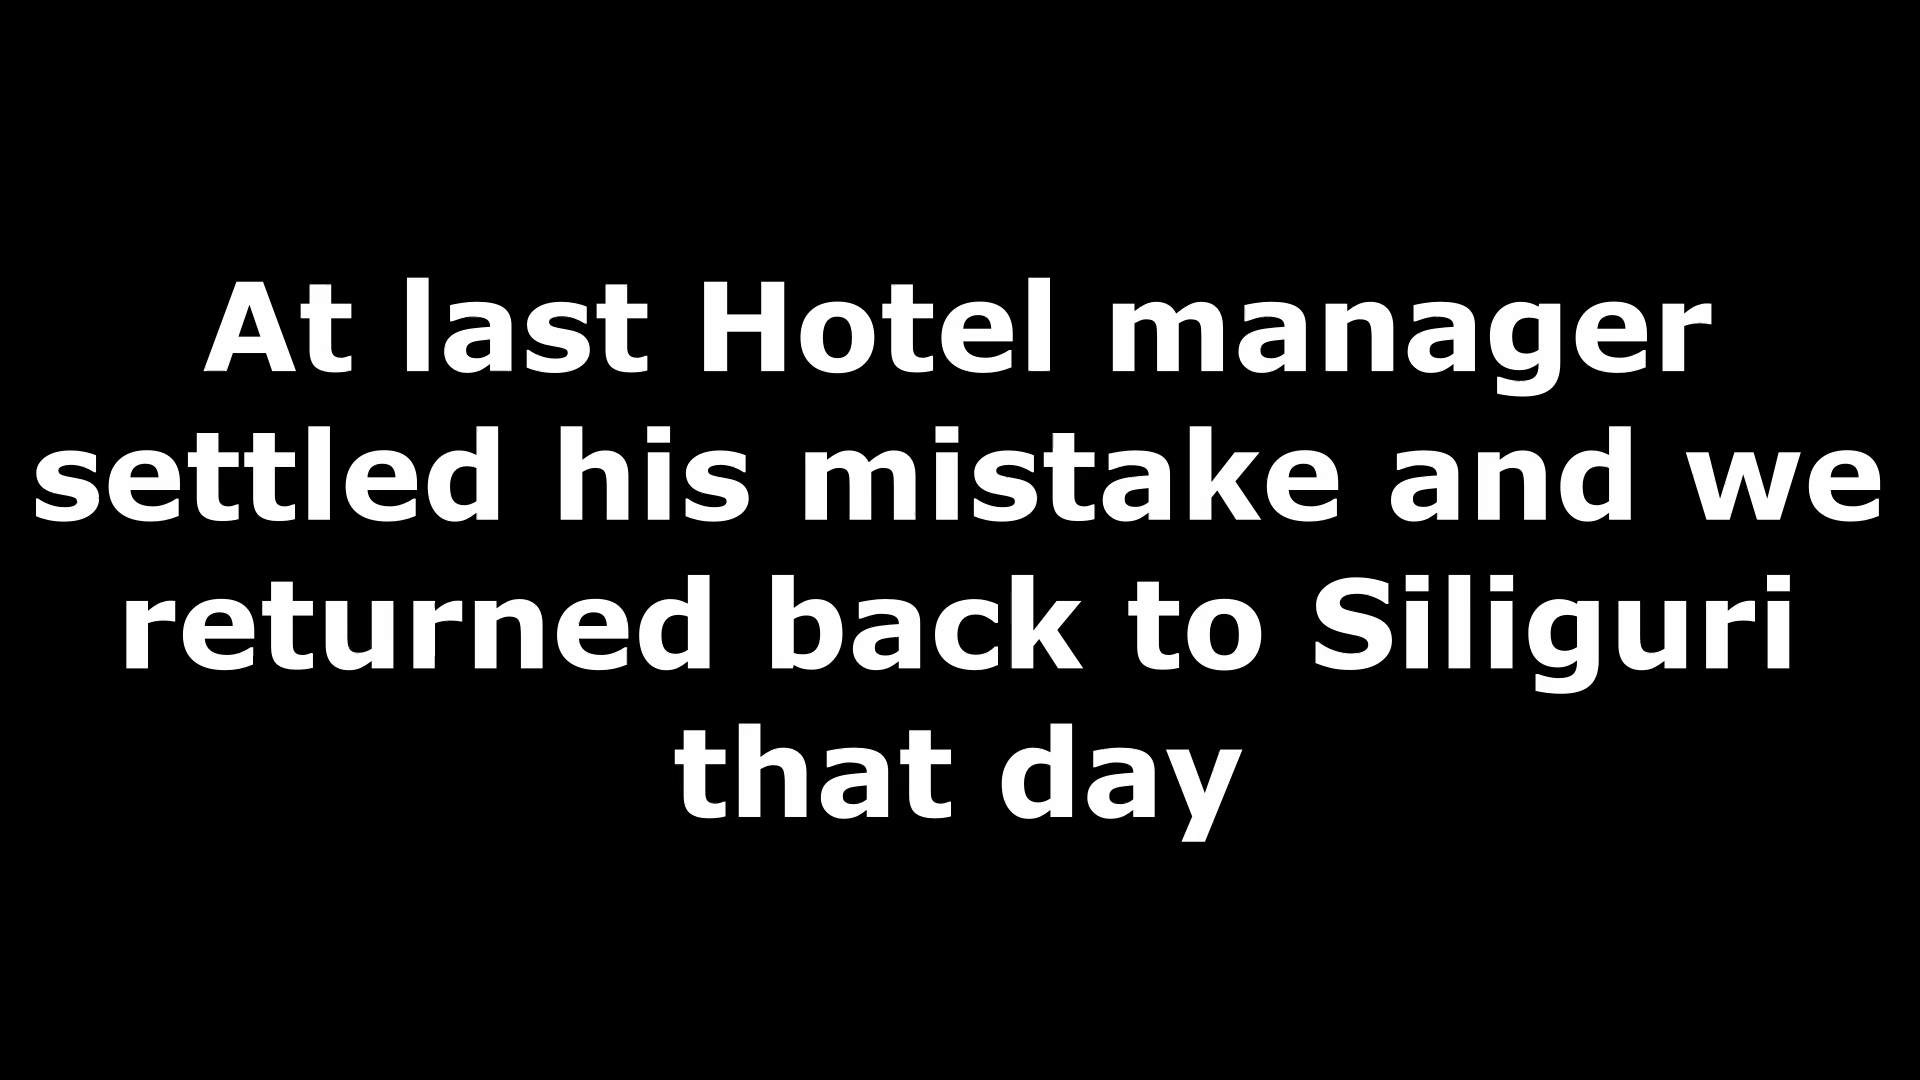 At last Hotel manager
settled his mistake and we
returned back to Siliguri
that day